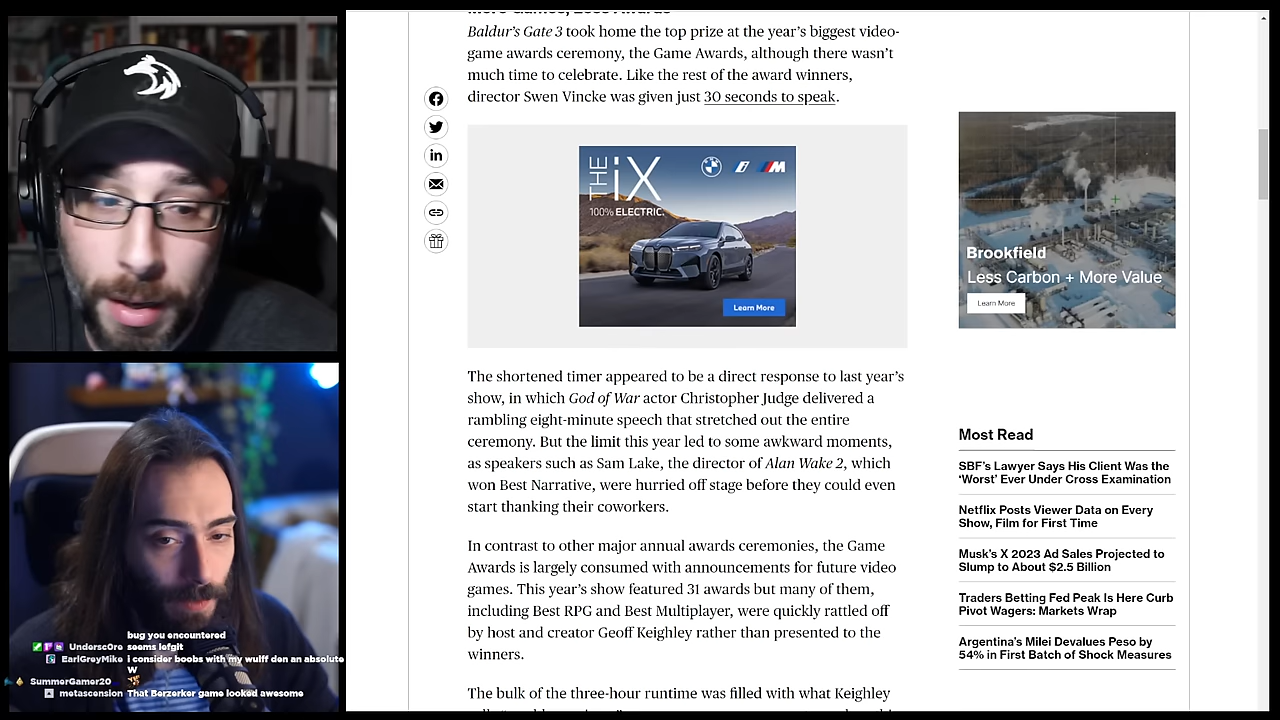 Baldur's Gate 3 took home the top prize at the year's biggest video-
game awards ceremony, the Game Awards, although there wasn't
much time to celebrate. Like the rest of the award winners,
director Swen Vincke was given just 30 seconds to speak.
THE iX
100% ELECTRIC.
Learn More
The shortened timer appeared to be a direct response to last year's
show, in which God of War actor Christopher Judge delivered a
rambling eight-minute speech that stretched out the entire
ceremony. But the limit this year led to some awkward moments,
as speakers such as Sam Lake, the director of Alan Wake 2, which
won Best Narrative, were hurried off stage before they could even
start thanking their coworkers.
In contrast to other major annual awards ceremonies, the Game
Awards is largely consumed with announcements for future video
games. This year's show featured 31 awards but many of them,
including Best RPG and Best Multiplayer, were quickly rattled off
by host and creator Geoff Keighley rather than presented to the
winners.
The bulk of the three-hour runtime was filled with what Keighley
Brookfield
Less Carbon + More Value
Learn More
Most Read
SBF's Lawyer Says His Client Was the
'Worst' Ever Under Cross Examination
Netflix Posts Viewer Data on Every
Show, Film for First Time
Musk's X 2023 Ad Sales Projected to
Slump to About $2.5 Billion
Traders Betting Fed Peak Is Here Curb
Pivot Wagers: Markets Wrap
Argentina's Milei Devalues Peso by
54% in First Batch of Shock Measures
bug you encountered
Undersc0re seems lefgit
EarlGreyMike i consider boobs with my wulff den an absolute
W
SummerGamer20
metascension That Berzerker game looked awesome